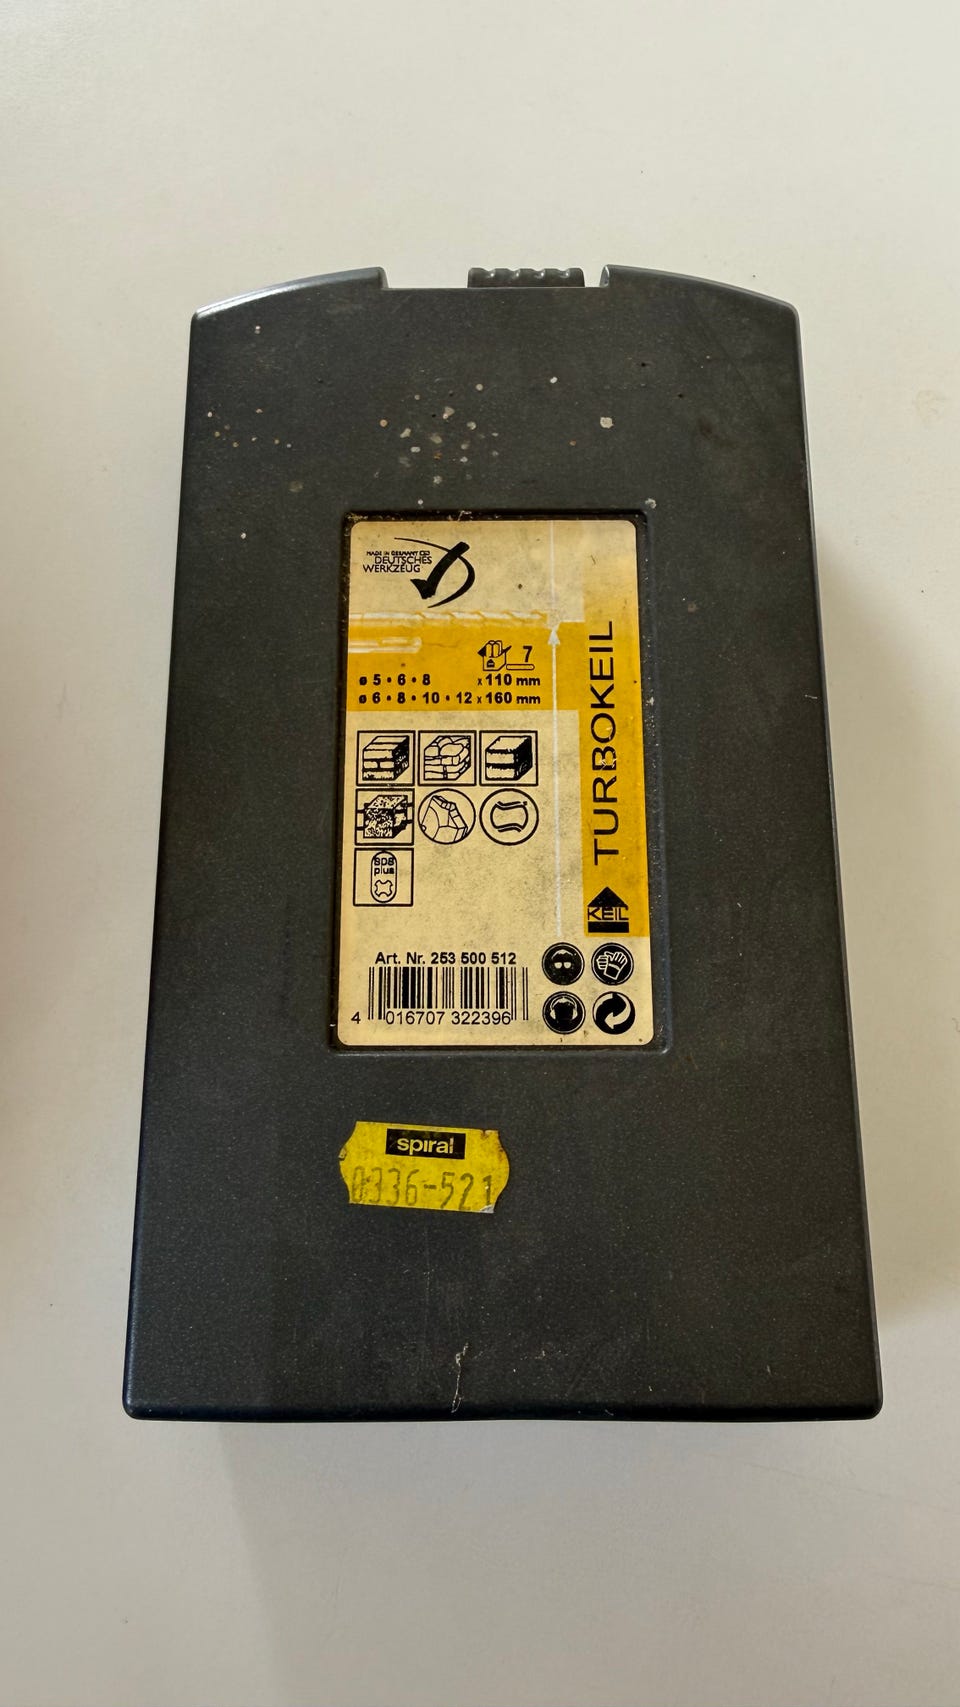 MADE IN GERMANY
DEUTSCHES
WERKZEUG
7
ø 5 • 6 • 8 x 110 mm
ø 6 • 8 • 10 • 12 x 160 mm
TURBOKEIL
sps
plus
KEIL
Art. Nr. 253 500 512
4 016707 322396
spiral
0336-521